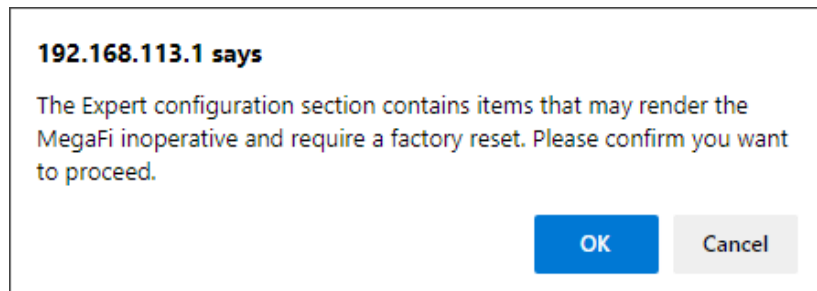 192.168.113.1 says
The Expert configuration section contains items that may render the
MegaFi inoperative and require a factory reset. Please confirm you want
to proceed.
OK
Cancel